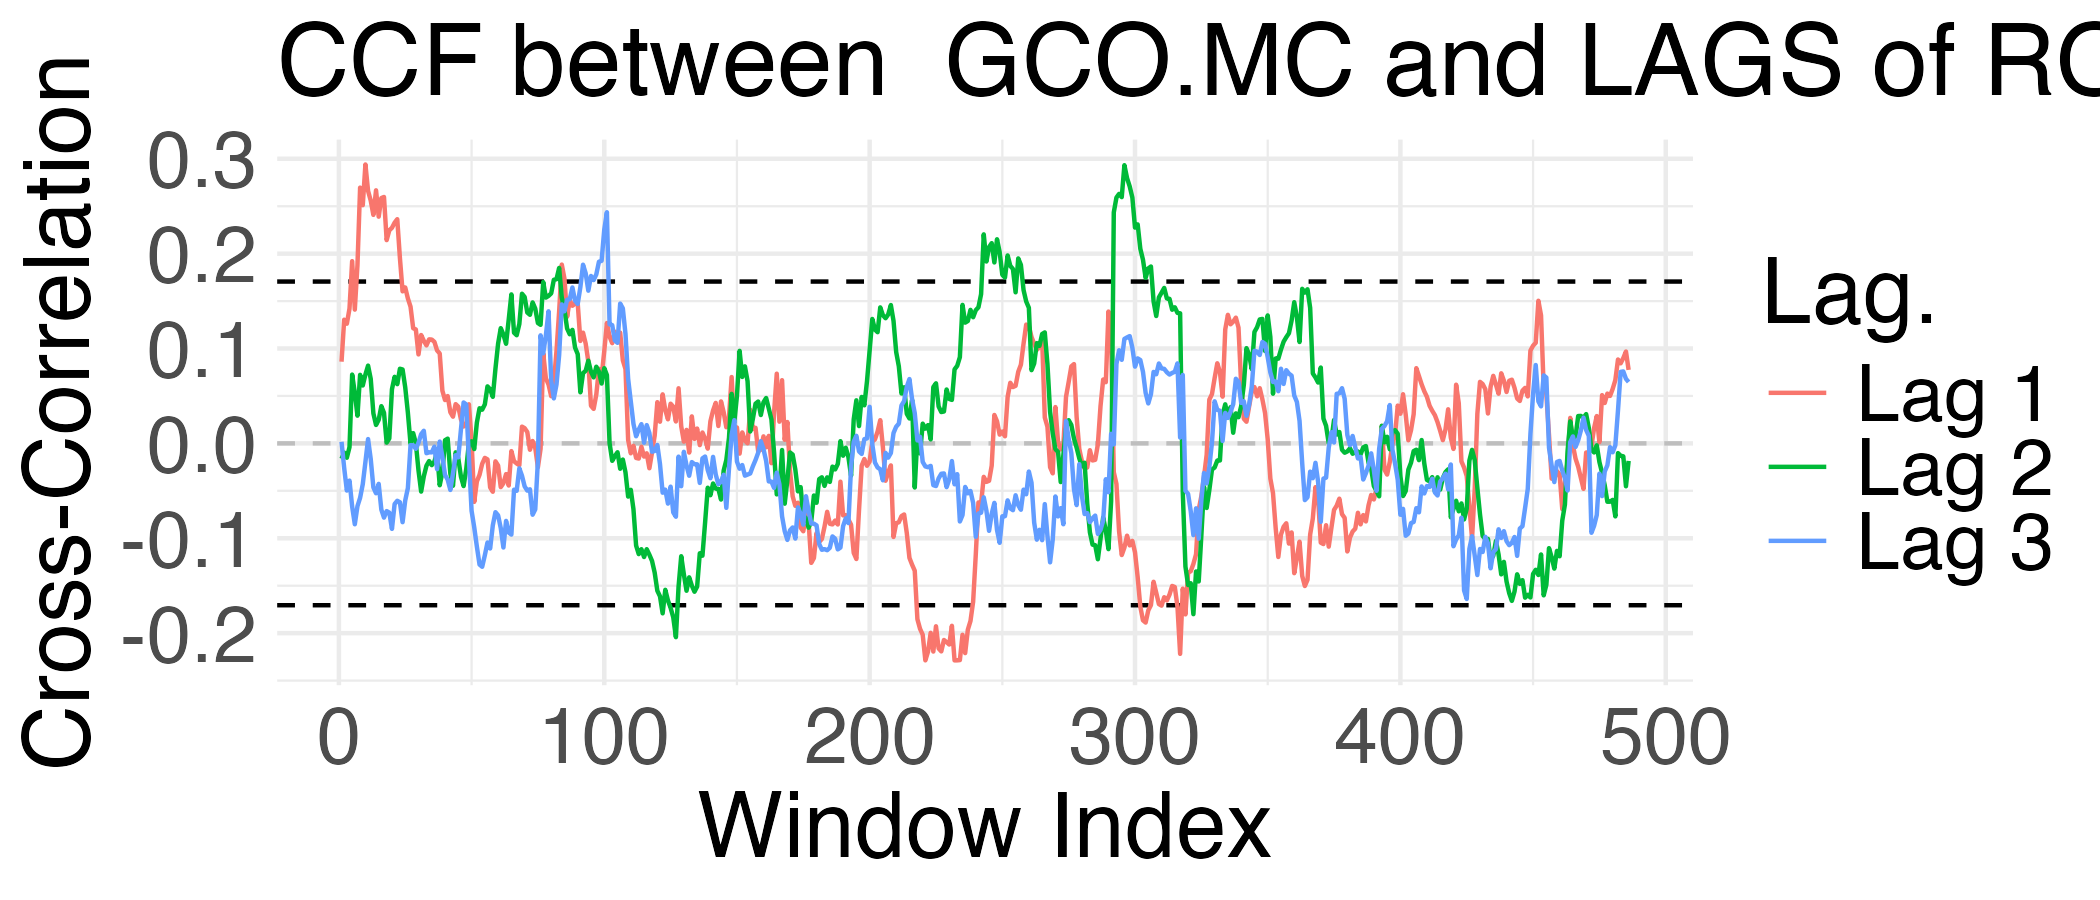 CCF between GCO.MC and LAGS of
Cross-Correlation
0.3
0.2
0.1
0.0
-0.1
-0.2
0 100 200 300 400 500
Window Index
Lag.
Lag 1
Lag 2
Lag 3